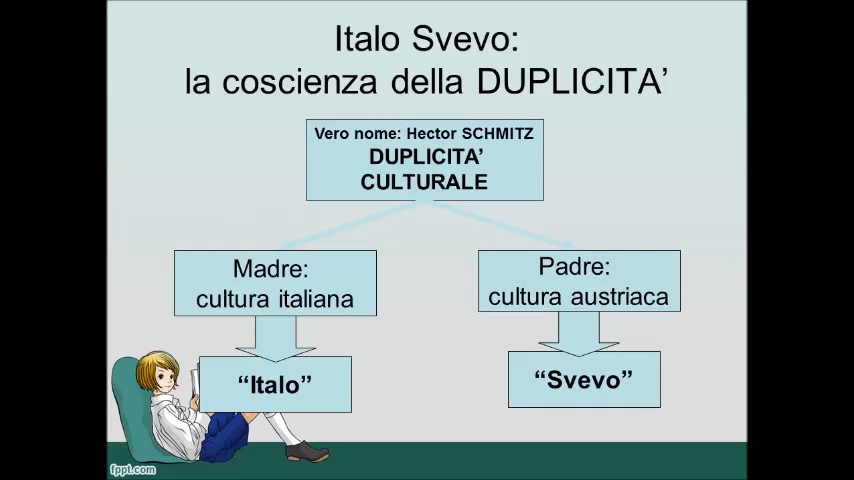 Italo Svevo:
la coscienza della DUPLICITA’
Vero nome: Hector SCHMITZ
DUPLICITA’
CULTURALE
Madre:
cultura italiana
Padre:
cultura austriaca
“Italo”
“Svevo”
fppt.com